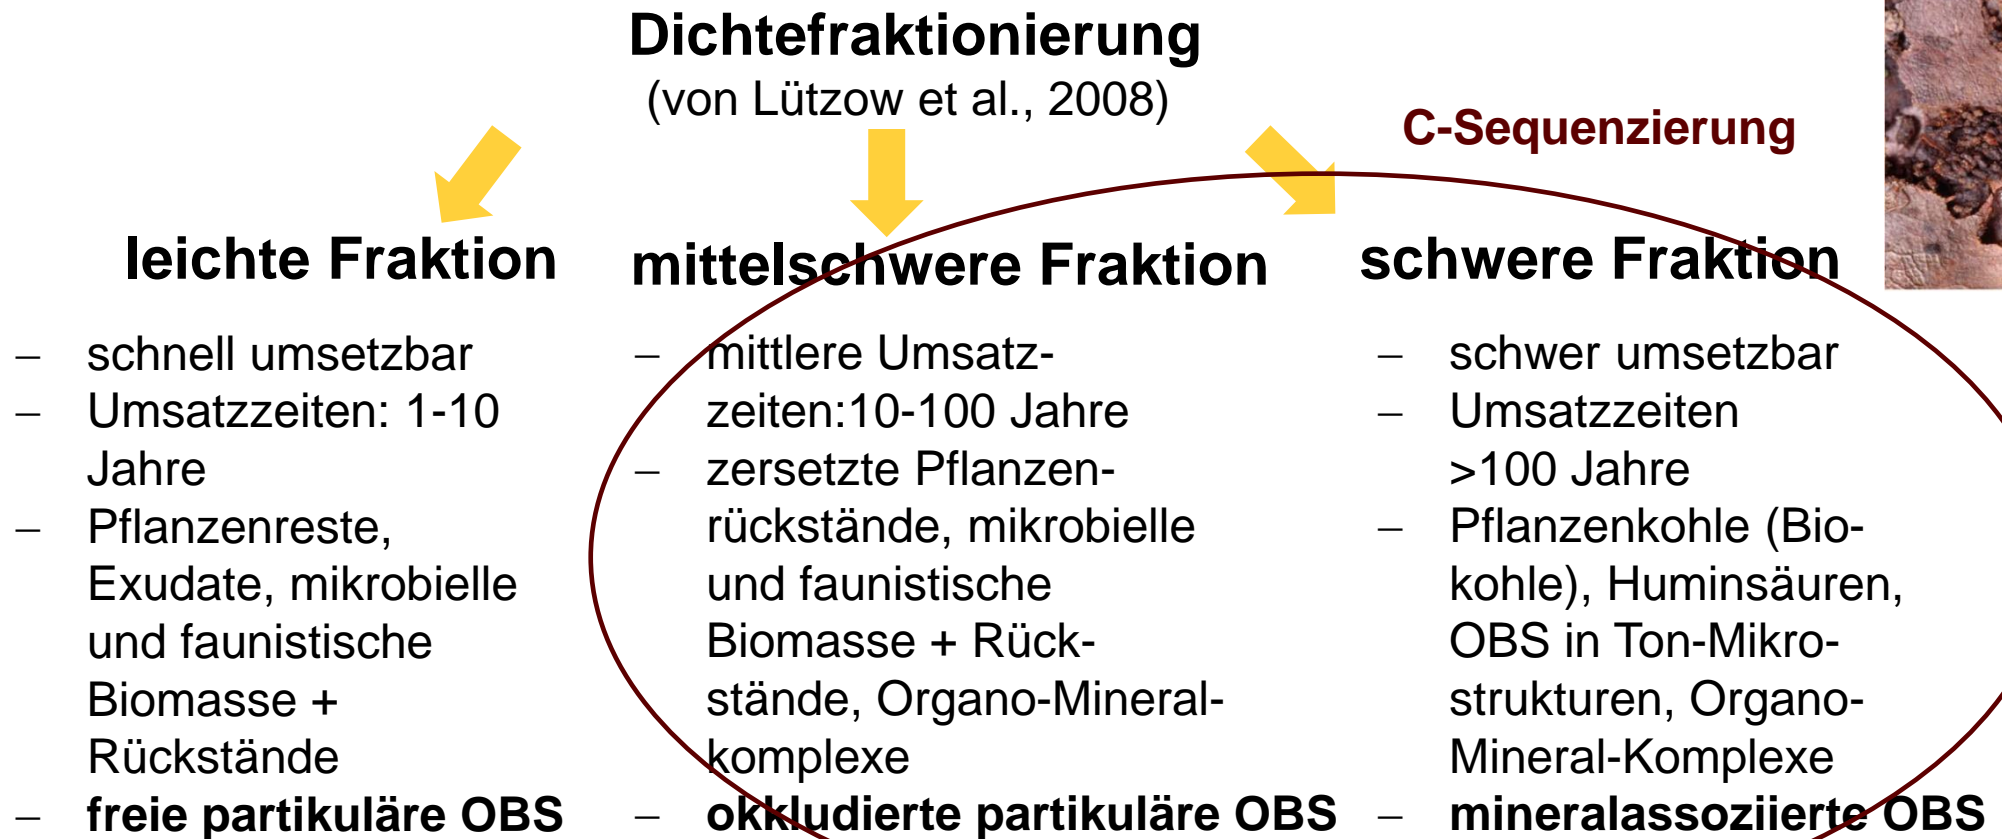 Dichtefraktionierung
(von Lützow et al., 2008)
C-Sequenzierung
leichte Fraktion
– schnell umsetzbar
– Umsatzzeiten: 1-10
Jahre
– Pflanzenreste,
Exudate, mikrobielle
und faunistische
Biomasse +
Rückstände
– freie partikuläre OBS
mittelschwere Fraktion
– mittlere Umsatz-
zeiten:10-100 Jahre
– zersetzte Pflanzen-
rückstände, mikrobielle
und faunistische
Biomasse + Rück-
stände, Organo-Mineral-
komplexe
– okkludierte partikuläre OBS
schwere Fraktion
– schwer umsetzbar
– Umsatzzeiten
>100 Jahre
– Pflanzenkohle (Bio-
kohle), Huminsäuren,
OBS in Ton-Mikro-
strukturen, Organo-
Mineral-Komplexe
– mineralassoziierte OBS